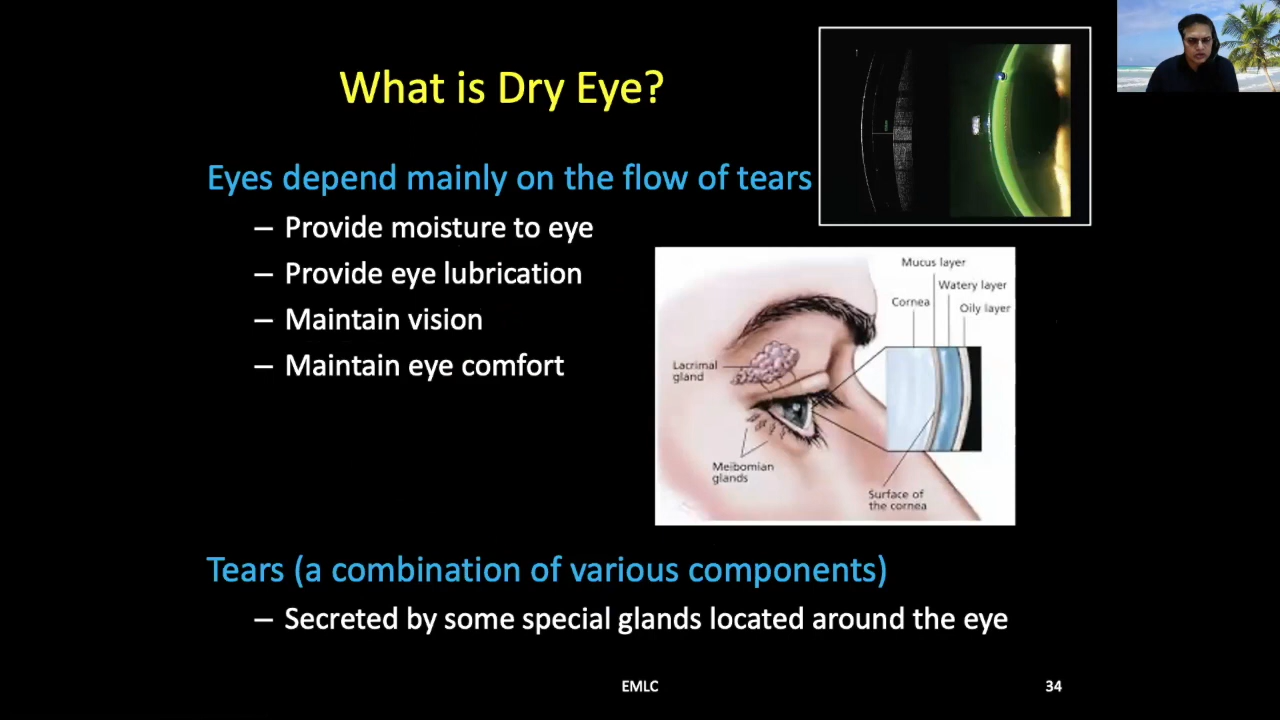 What is Dry Eye?
Eyes depend mainly on the flow of tears
– Provide moisture to eye
– Provide eye lubrication
– Maintain vision
– Maintain eye comfort
Mucus layer
Watery layer
Cornea
Oily layer
Lacrimal
gland
Meibomian
glands
Surface of
the cornea
Tears (a combination of various components)
– Secreted by some special glands located around the eye
EMLC
34